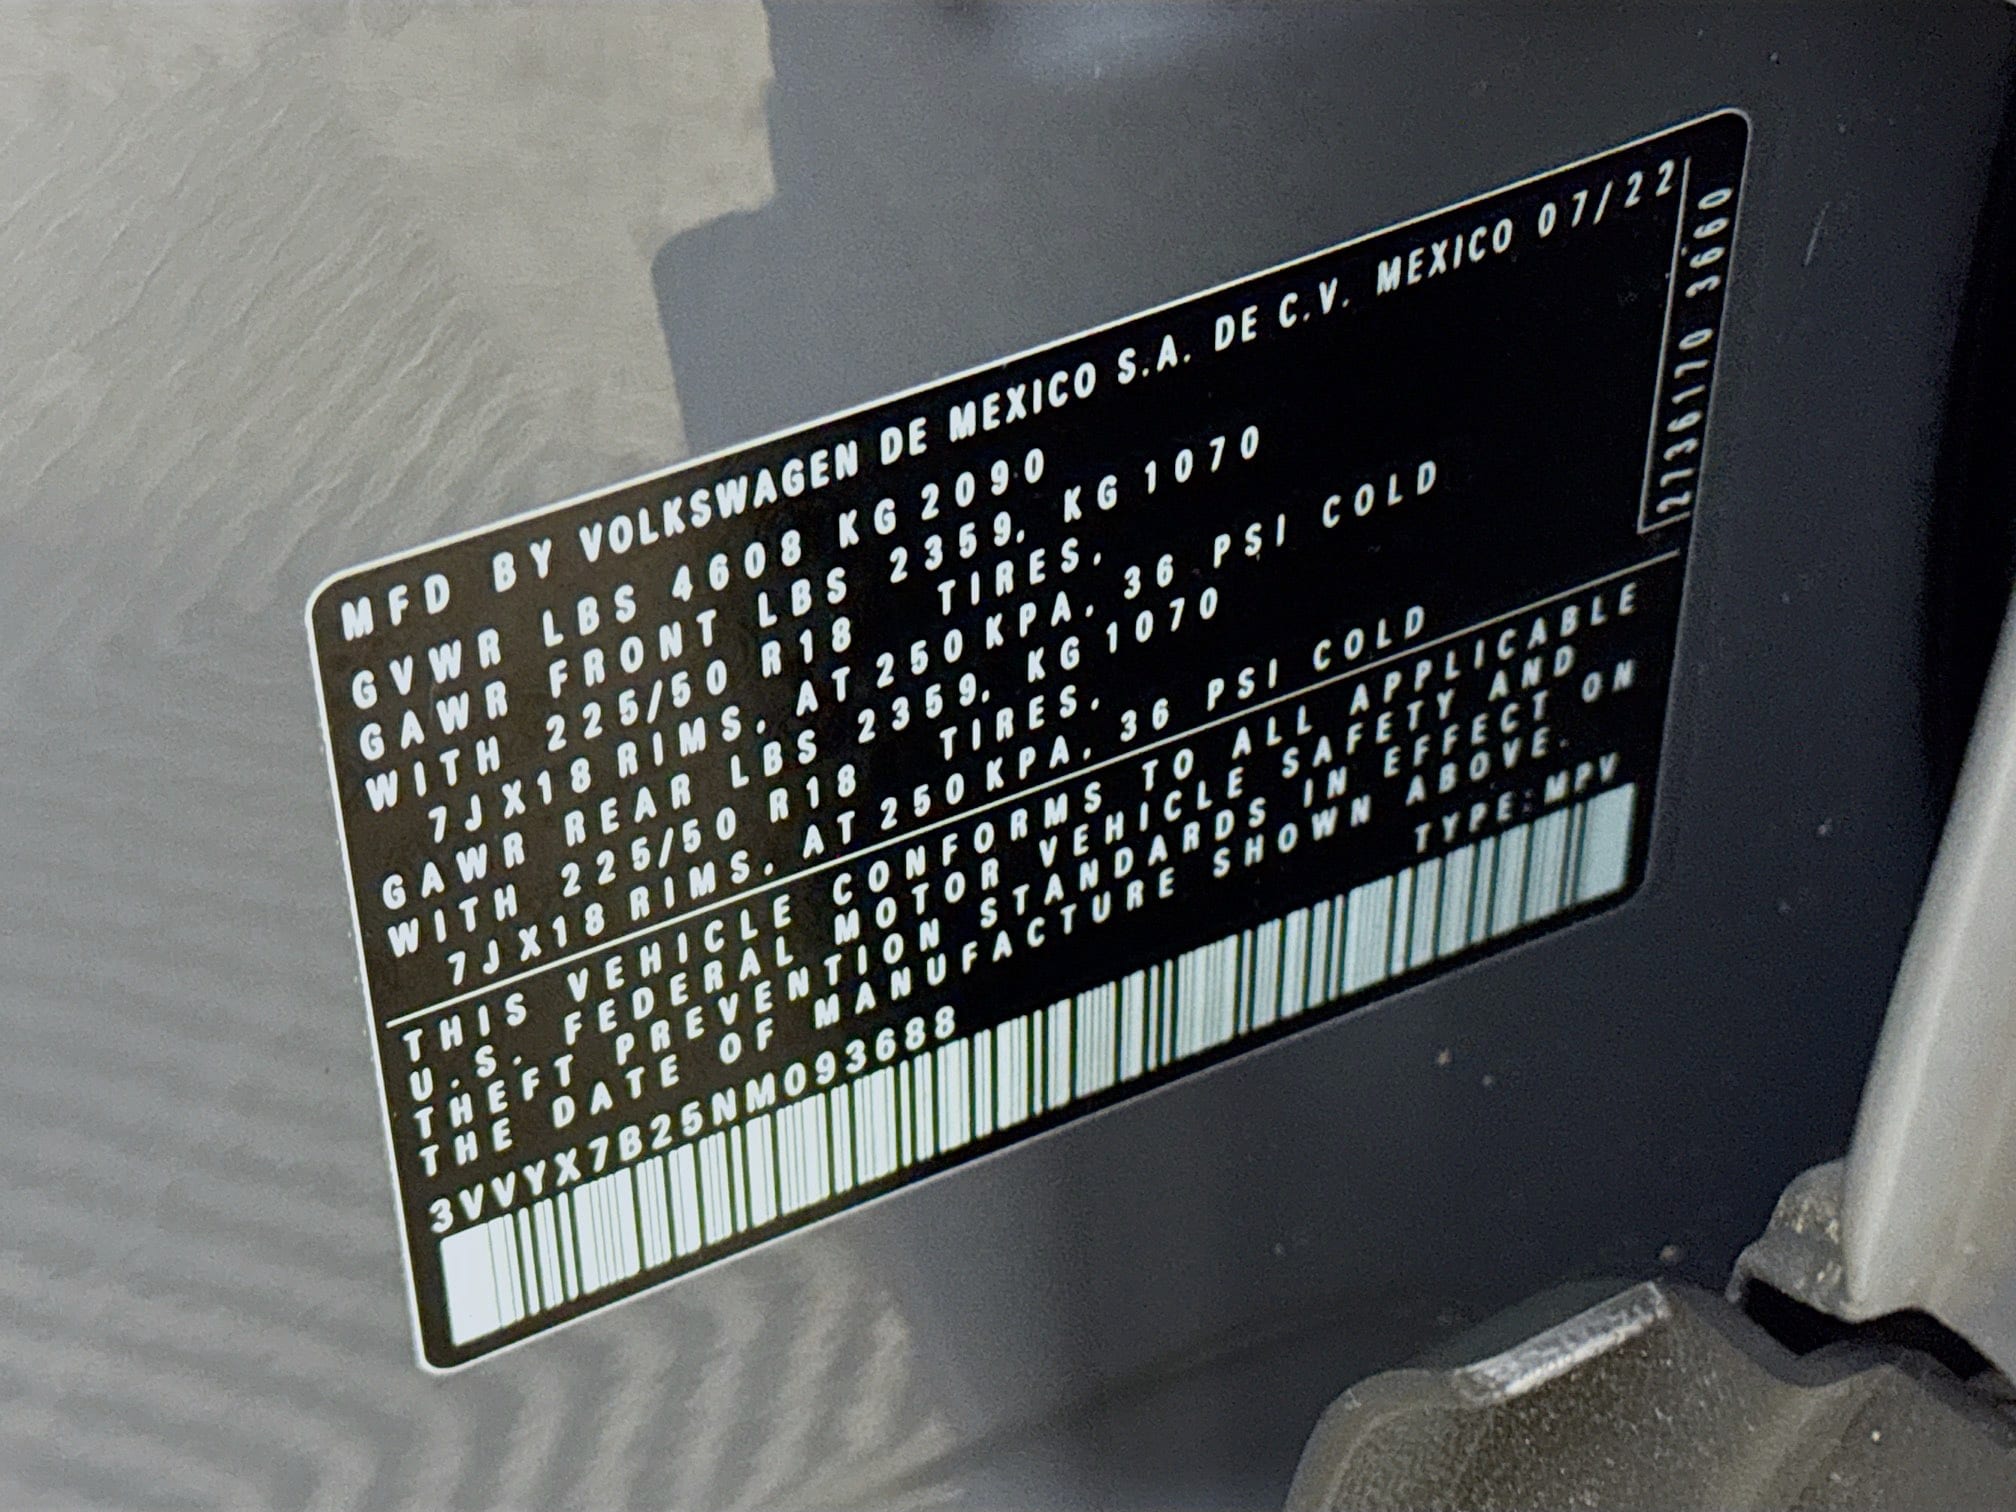 MFD BY VOLKSWAGEN DE MEXICO S.A. DE C.V. MEXICO 07/22
GVWR LBS 4608 KG 2090
GAWR FRONT LBS 2359. KG 1070
WITH 225/50 R18 TIRES.
7JX18 RIMS. AT 250 KPA. 36 PSI COLD
GAWR REAR LBS 2359. KG 1070
WITH 225/50 R18 TIRES.
7JX18 RIMS. AT 250 KPA. 36 PSI COLD
2736170 3660
THIS VEHICLE CONFORMS TO ALL APPLICABLE
U.S. FEDERAL MOTOR VEHICLE SAFETY AND
THEFT PREVENTION STANDARDS IN EFFECT ON
THE DATE OF MANUFACTURE SHOWN ABOVE.
3VVYX7B25NM093688 TYPE:MPV